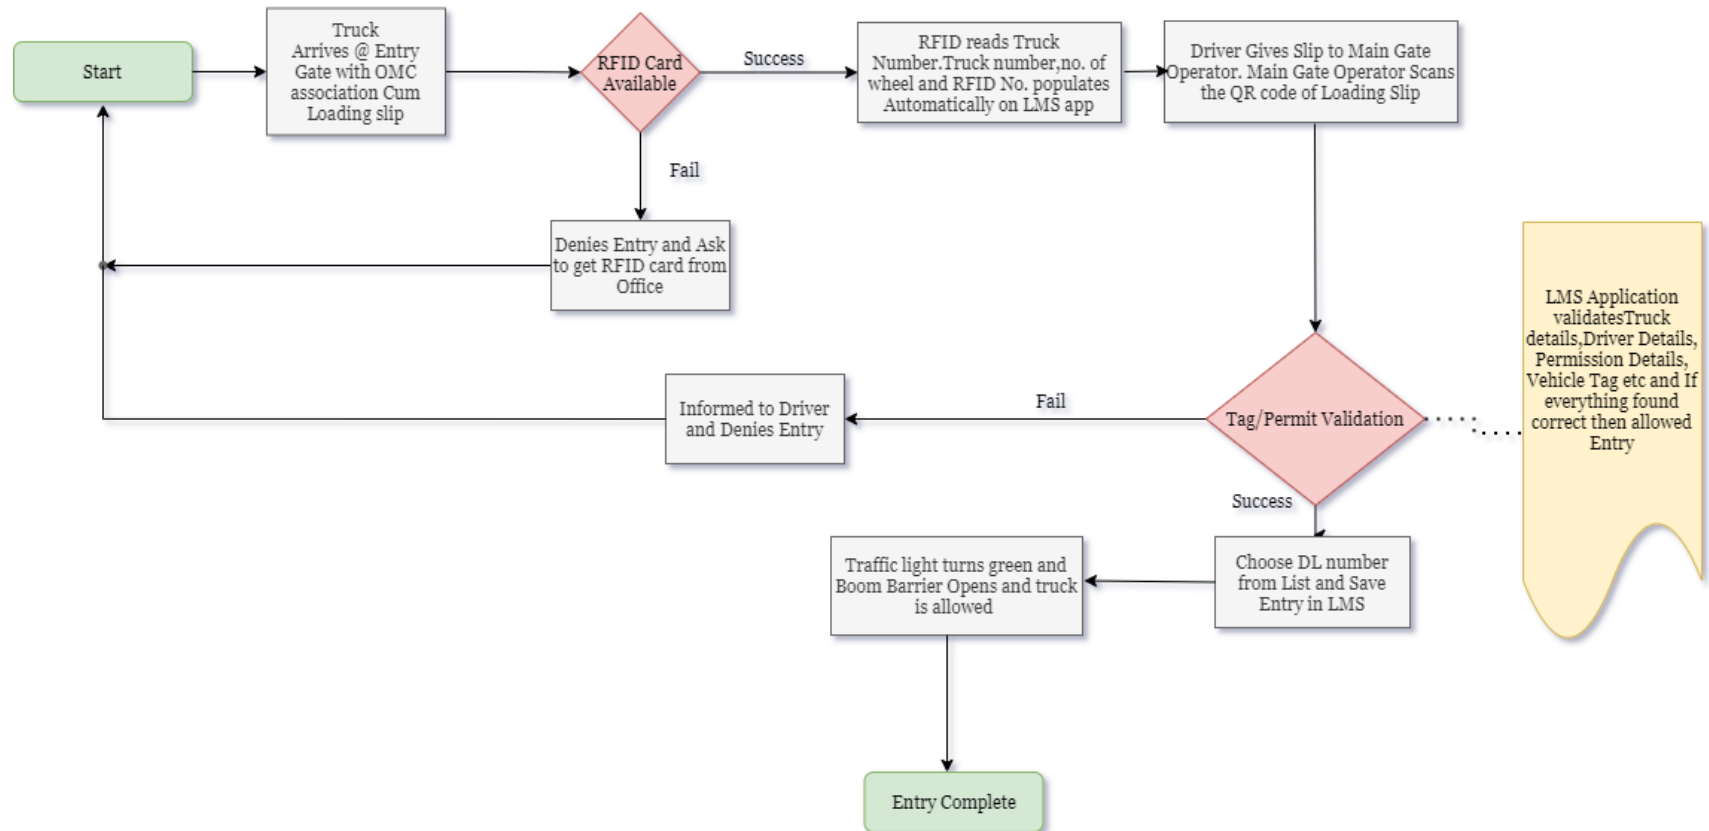 Start
Truck
Arrives @ Entry
Gate with OMC
association Cum
Loading slip
RFID Card
Available
Success
RFID reads Truck
Number.Truck number,no. of
wheel and RFID No. populates
Automatically on LMS app
Driver Gives Slip to Main Gate
Operator. Main Gate Operator Scans
the QR code of Loading Slip
Fail
Denies Entry and Ask
to get RFID card from
Office
LMS Application
validatesTruck
details,Driver Details,
Permission Details,
Vehicle Tag etc and If
everything found
correct then allowed
Entry
Tag/Permit Validation
Fail
Informed to Driver
and Denies Entry
Success
Choose DL number
from List and Save
Entry in LMS
Traffic light turns green and
Boom Barrier Opens and truck
is allowed
Entry Complete